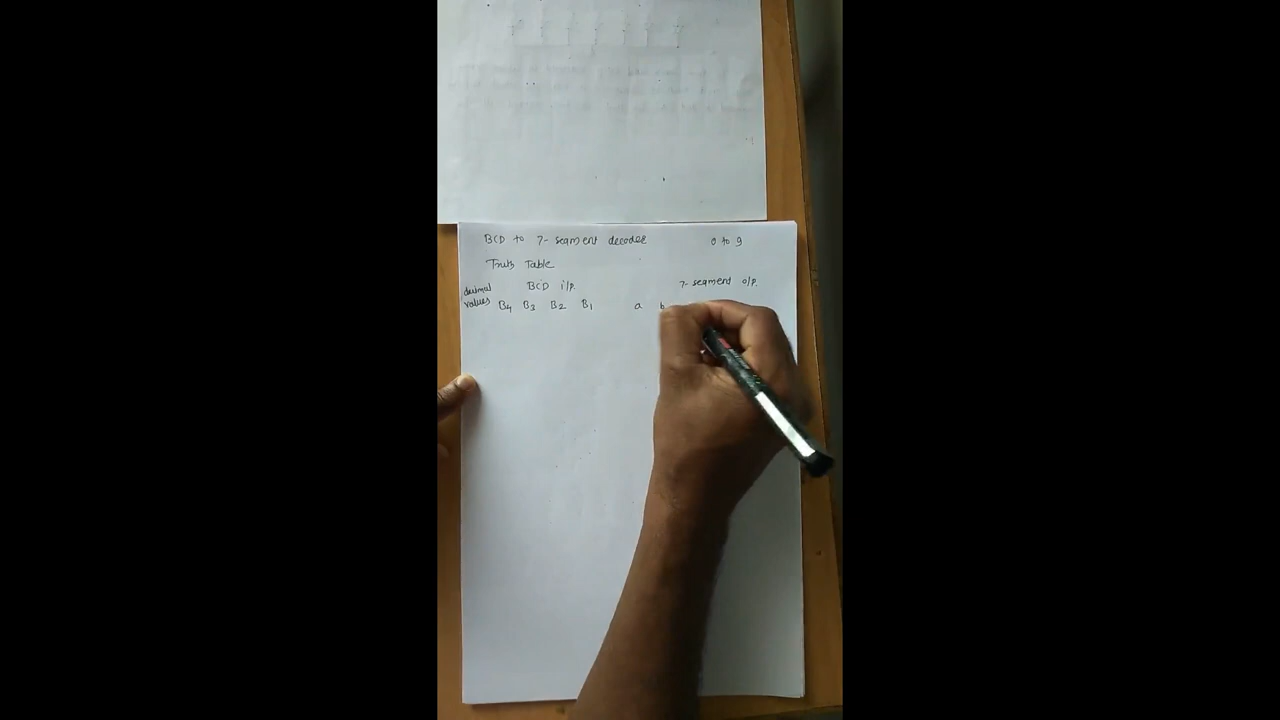 BCD to 7- segment decoder 0 to 9
Truth Table
decimal values BCD i/p. 7- segment o/p.
B4 B3 B2 B1 a b